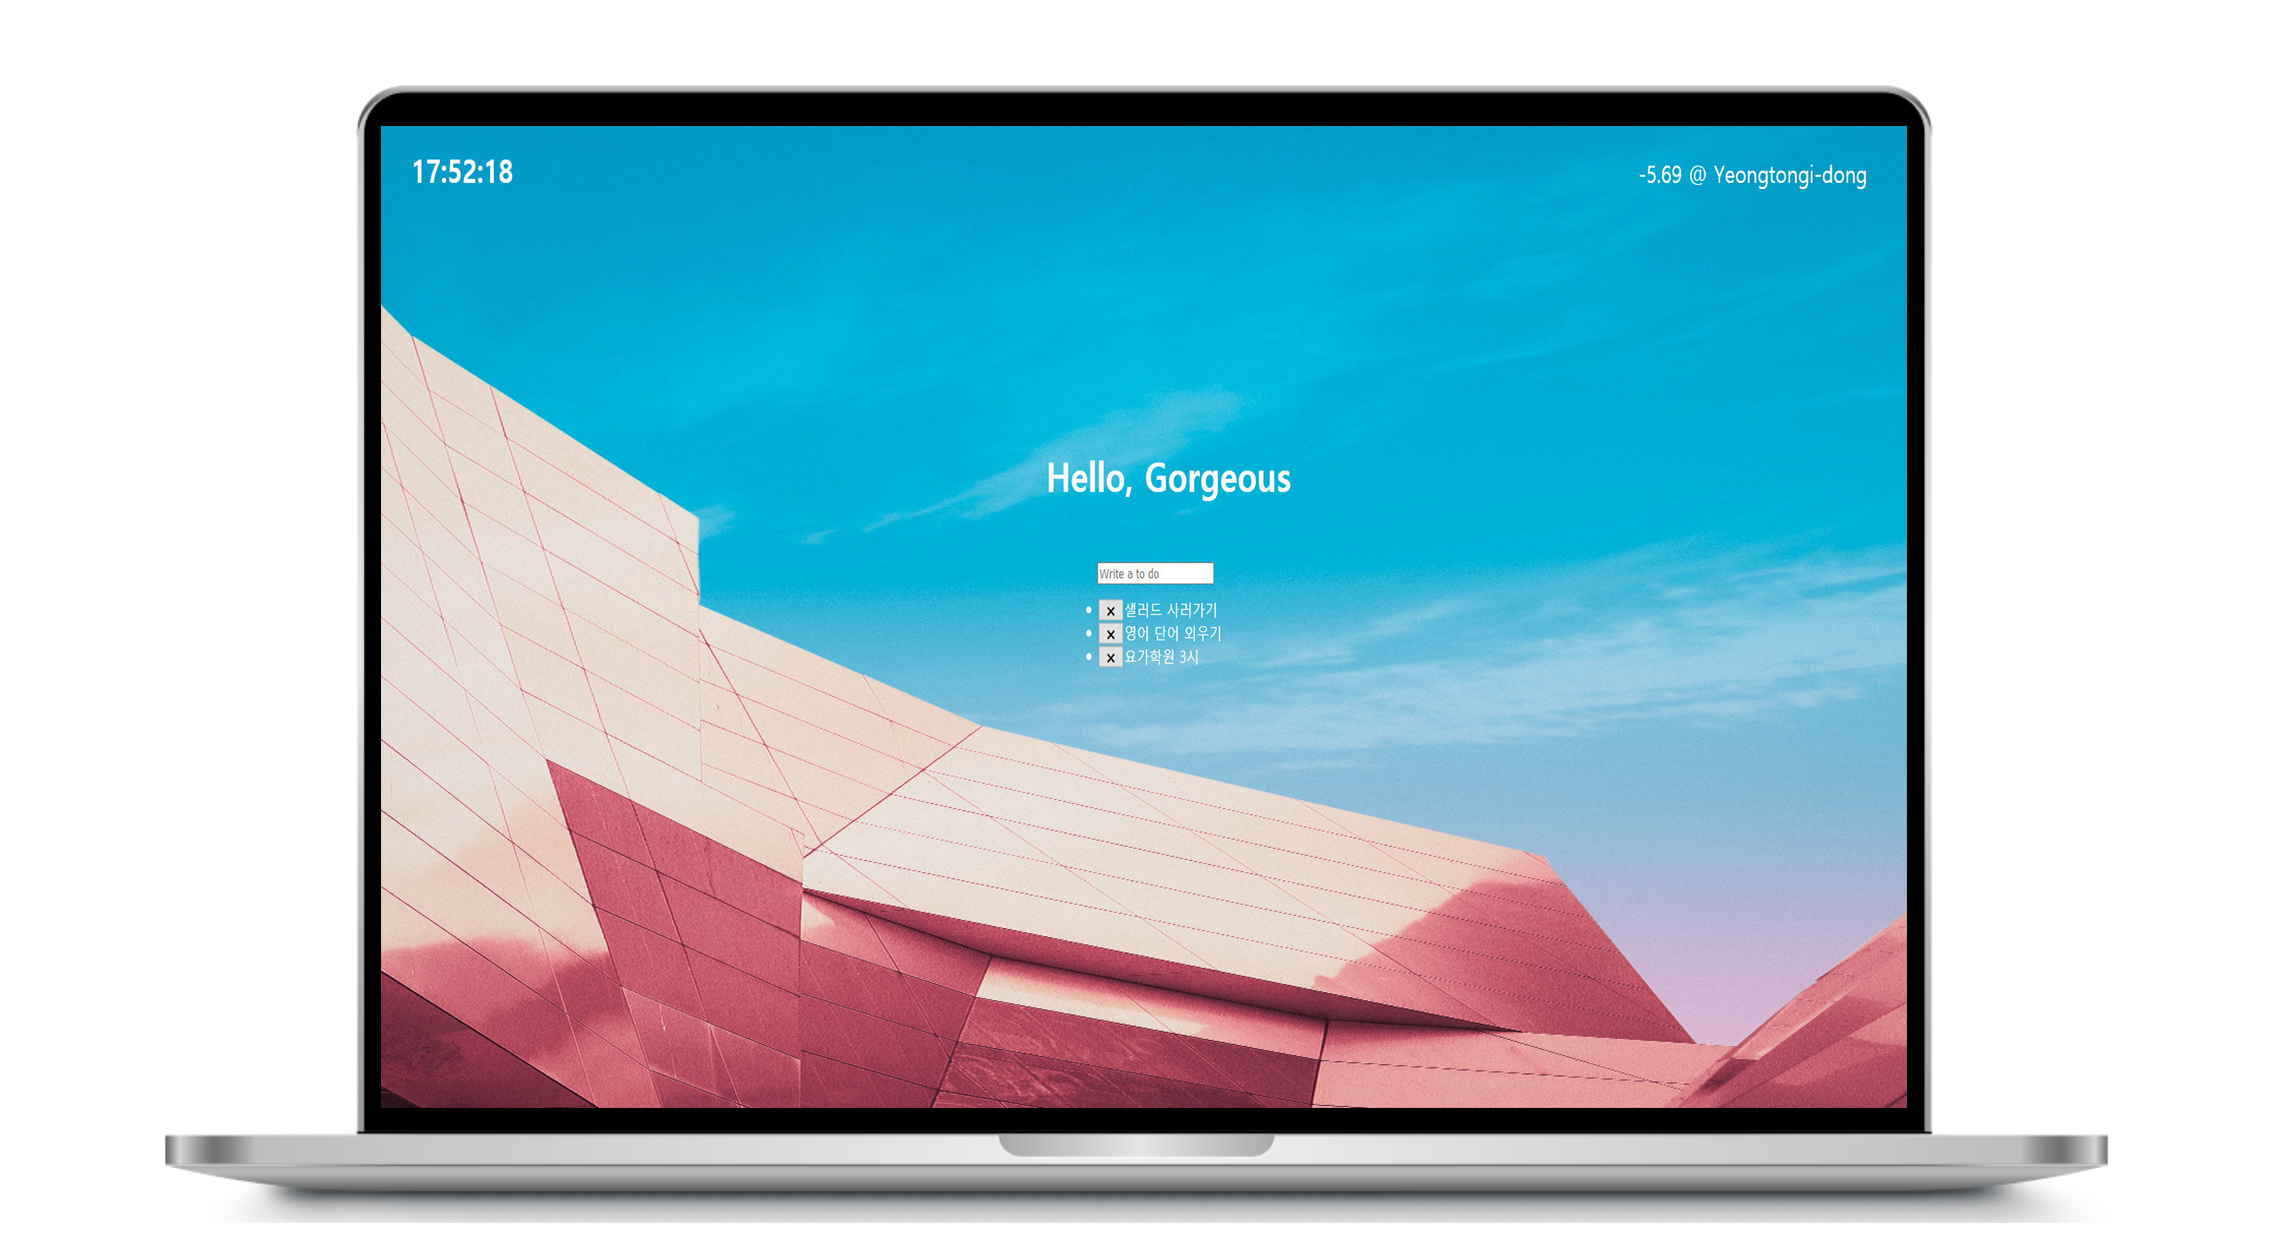 17:52:18
-5.69 @ Yeongtongi-dong
Hello, Gorgeous
Write a to do
• X 샐러드 사러가기
• X 영어 단어 외우기
• X 요가학원 3시